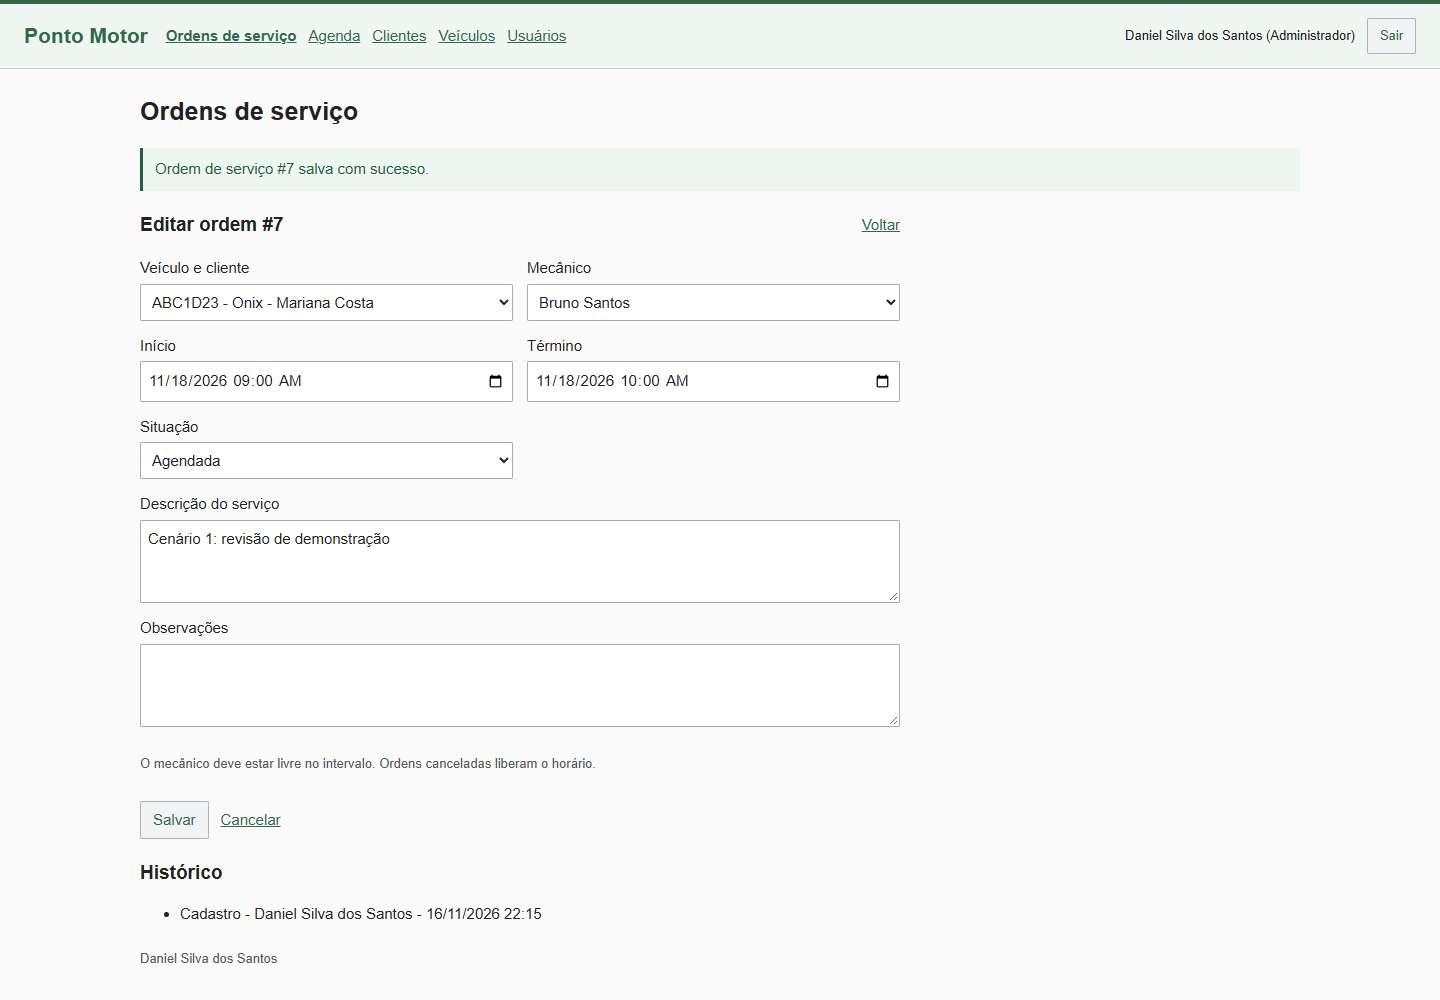 Ponto Motor Ordens de serviço Agenda Clientes Veículos Usuários Daniel Silva dos Santos (Administrador) Sair
Ordens de serviço
Ordem de serviço #7 salva com sucesso.
Editar ordem #7 Voltar
Veículo e cliente Mecânico
ABC1D23 - Onix - Mariana Costa Bruno Santos
Início Término
11/18/2026 09:00 AM 11/18/2026 10:00 AM
Situação
Agendada
Descrição do serviço
Cenário 1: revisão de demonstração
Observações
O mecânico deve estar livre no intervalo. Ordens canceladas liberam o horário.
Salvar Cancelar
Histórico
Cadastro - Daniel Silva dos Santos - 16/11/2026 22:15
Daniel Silva dos Santos